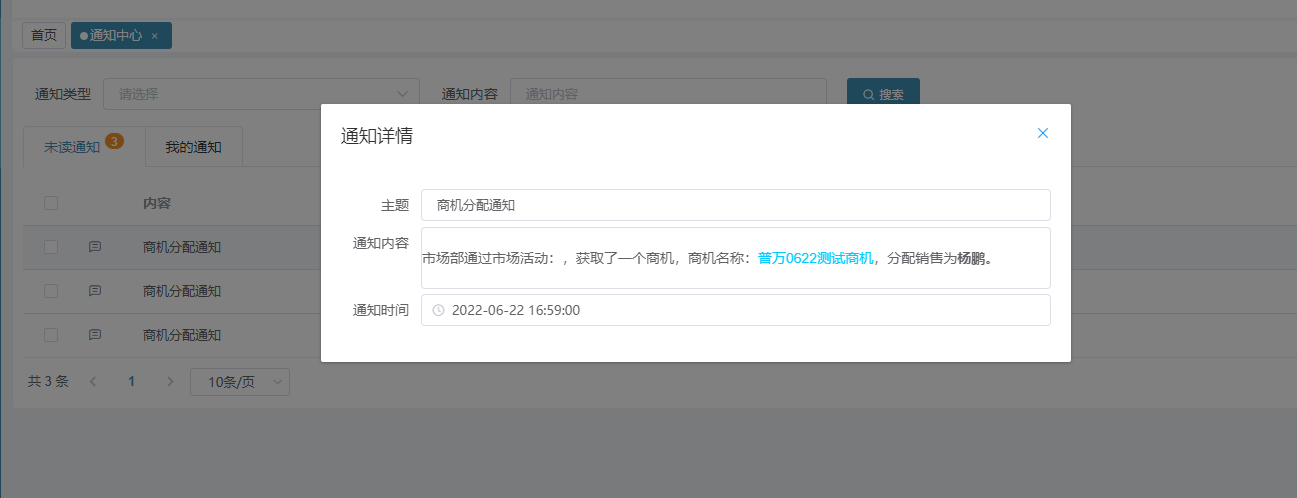 首页 通知中心 ×
通知类型 请选择 通知内容 通知内容 搜索
通知详情
未读通知 3 我的通知
主题 商机分配通知
内容
通知内容 市场部通过市场活动：，获取了一个商机，商机名称：普万0622测试商机，分配销售为杨鹏。
商机分配通知
商机分配通知
通知时间 2022-06-22 16:59:00
商机分配通知
共 3 条 1 10条/页